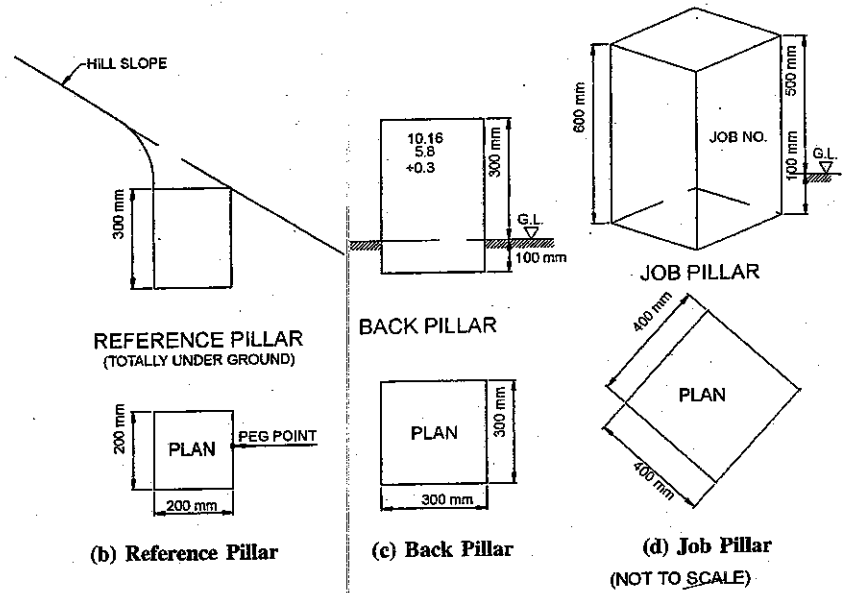 HILL SLOPE
300 mm
REFERENCE PILLAR
(TOTALLY UNDER GROUND)
200 mm
PLAN
PEG POINT
200 mm
(b) Reference Pillar
10.16
5.8
+0.3
300 mm
G.L.
100 mm
BACK PILLAR
PLAN
300 mm
300 mm
(c) Back Pillar
600 mm
500 mm
JOB NO.
100 mm
G.L.
JOB PILLAR
400 mm
PLAN
400 mm
(d) Job Pillar
(NOT TO SCALE)